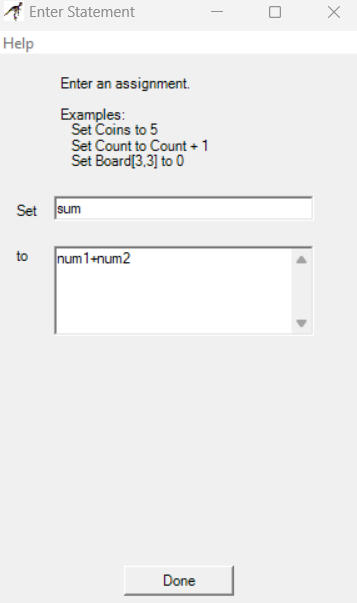 Enter Statement
Help
Enter an assignment.
Examples:
Set Coins to 5
Set Count to Count + 1
Set Board[3,3] to 0
Set
sum
to
num1+num2
Done